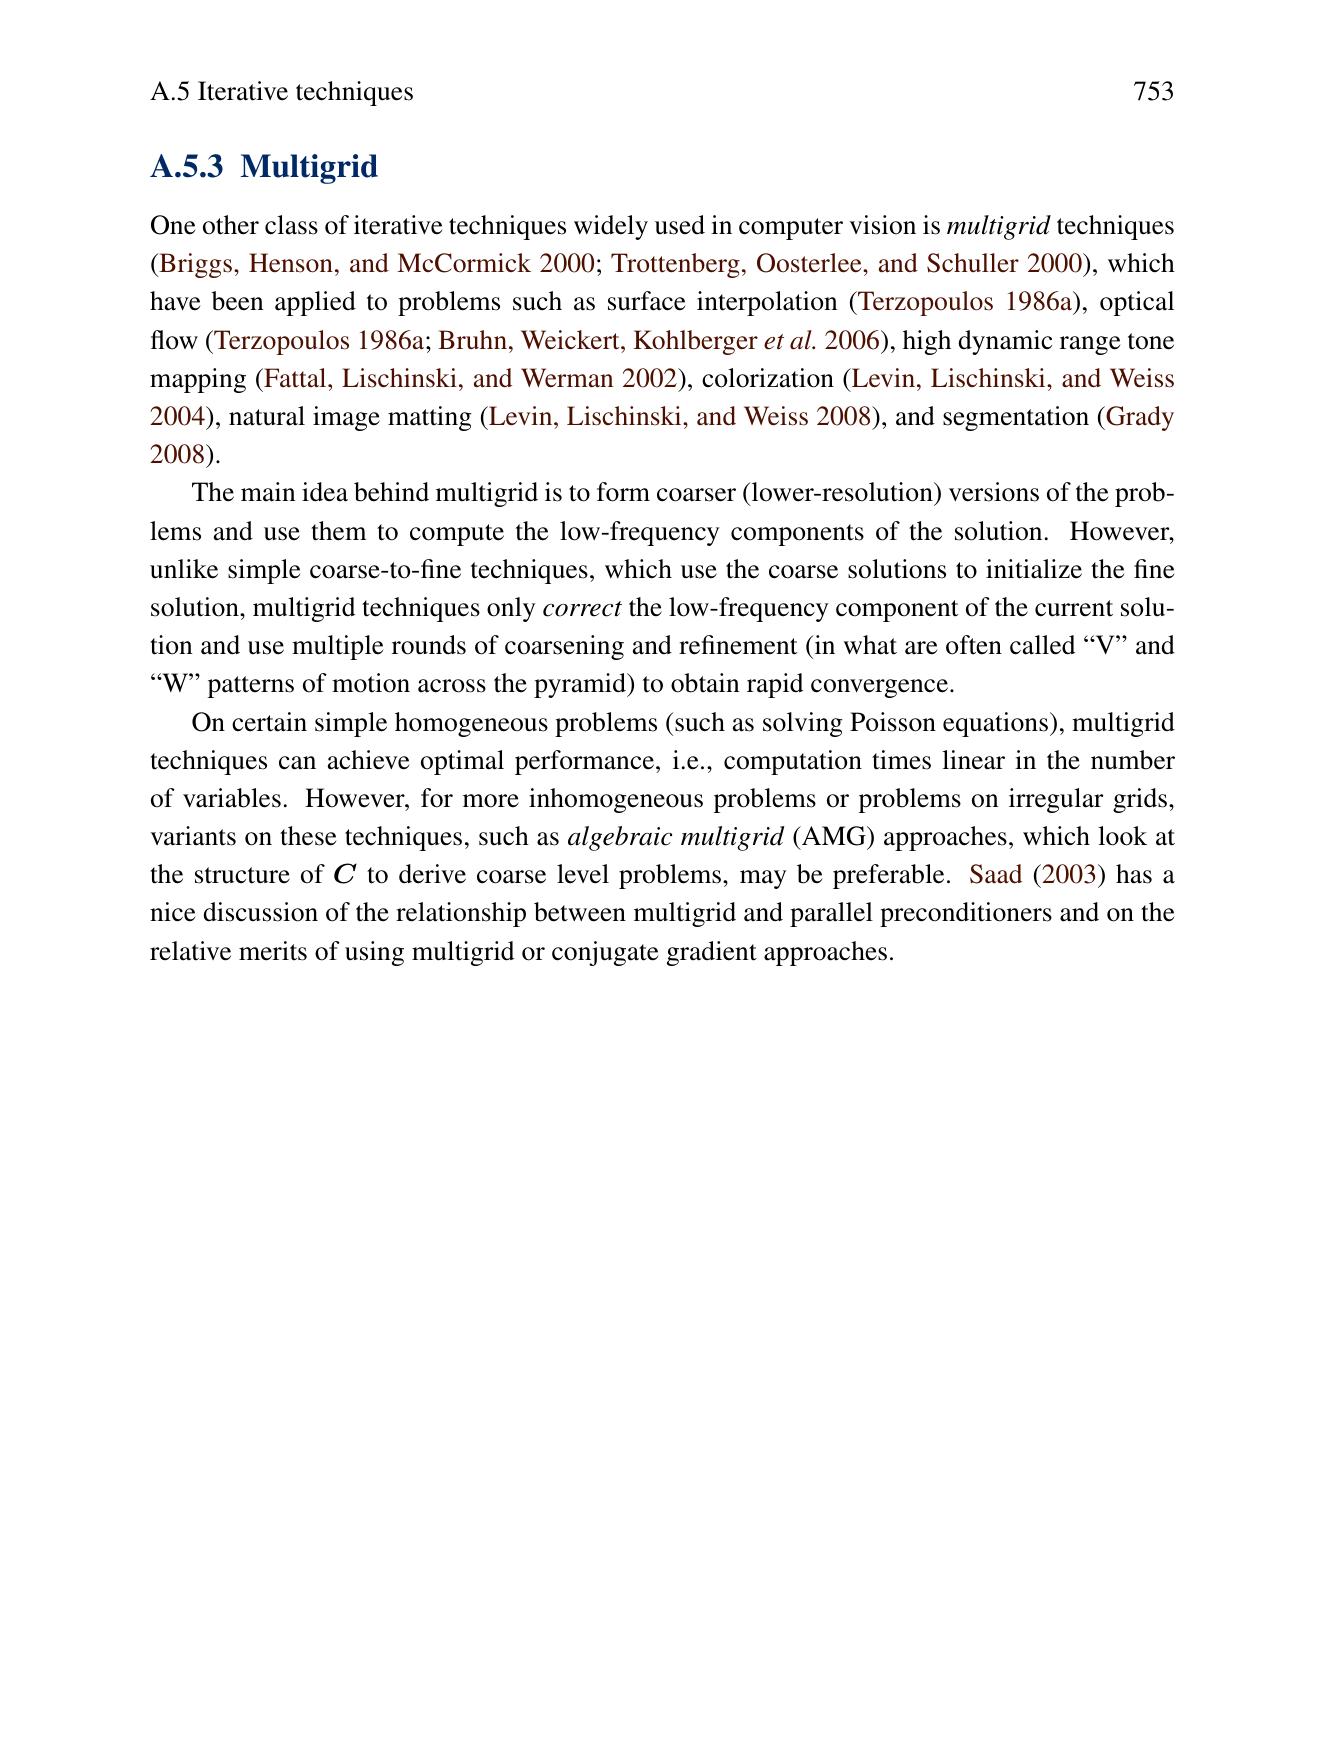 A.5 Iterative techniques 753
A.5.3 Multigrid
One other class of iterative techniques widely used in computer vision is multigrid techniques
(Briggs, Henson, and McCormick 2000; Trottenberg, Oosterlee, and Schuller 2000), which
have been applied to problems such as surface interpolation (Terzopoulos 1986a), optical
flow (Terzopoulos 1986a; Bruhn, Weickert, Kohlberger et al. 2006), high dynamic range tone
mapping (Fattal, Lischinski, and Werman 2002), colorization (Levin, Lischinski, and Weiss
2004), natural image matting (Levin, Lischinski, and Weiss 2008), and segmentation (Grady
2008).
The main idea behind multigrid is to form coarser (lower-resolution) versions of the prob-
lems and use them to compute the low-frequency components of the solution. However,
unlike simple coarse-to-fine techniques, which use the coarse solutions to initialize the fine
solution, multigrid techniques only correct the low-frequency component of the current solu-
tion and use multiple rounds of coarsening and refinement (in what are often called “V” and
“W” patterns of motion across the pyramid) to obtain rapid convergence.
On certain simple homogeneous problems (such as solving Poisson equations), multigrid
techniques can achieve optimal performance, i.e., computation times linear in the number
of variables. However, for more inhomogeneous problems or problems on irregular grids,
variants on these techniques, such as algebraic multigrid (AMG) approaches, which look at
the structure of C to derive coarse level problems, may be preferable. Saad (2003) has a
nice discussion of the relationship between multigrid and parallel preconditioners and on the
relative merits of using multigrid or conjugate gradient approaches.